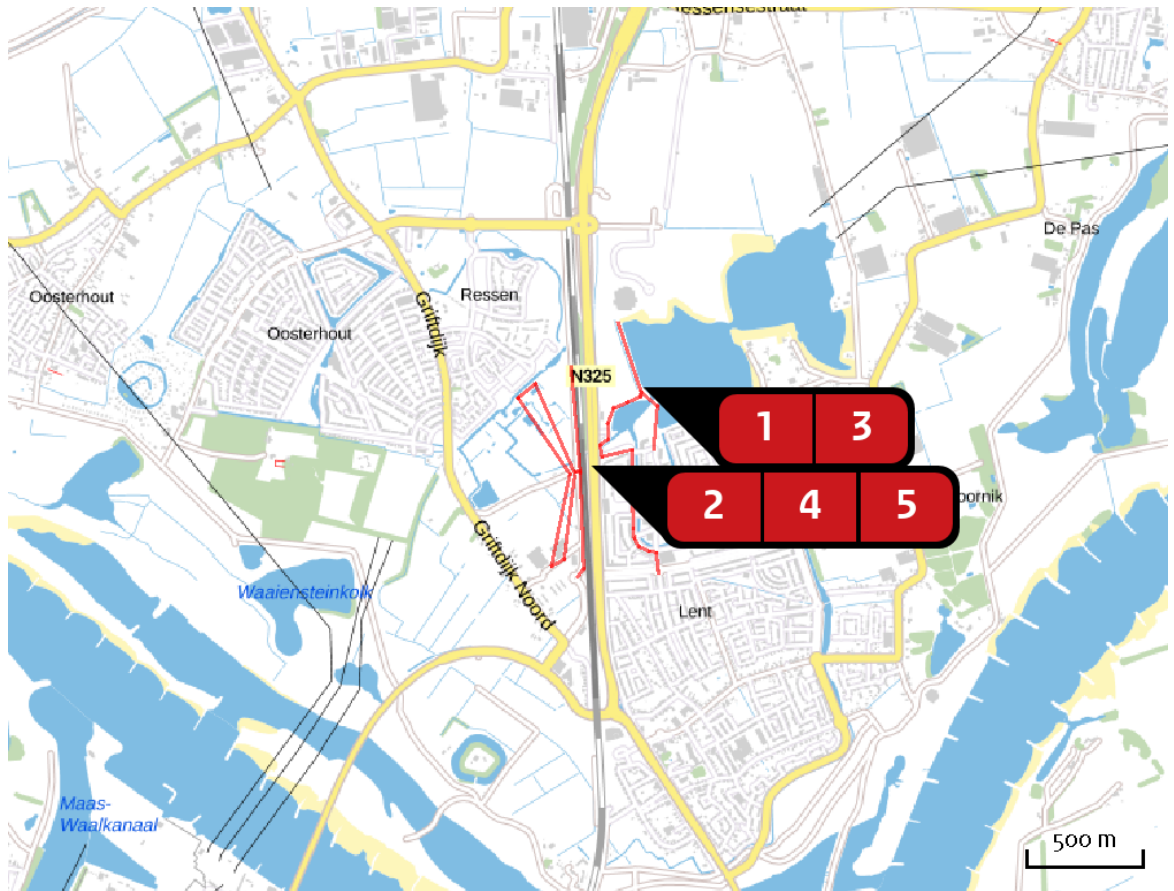 De Pas
Oosterhout
Ressen
Oosterhout
Griftdijk
N325
1 3
2 4 5
Griftdijk Noord
Waaiensteinkolk
Lent
Maas-
Waalkanaal
500 m